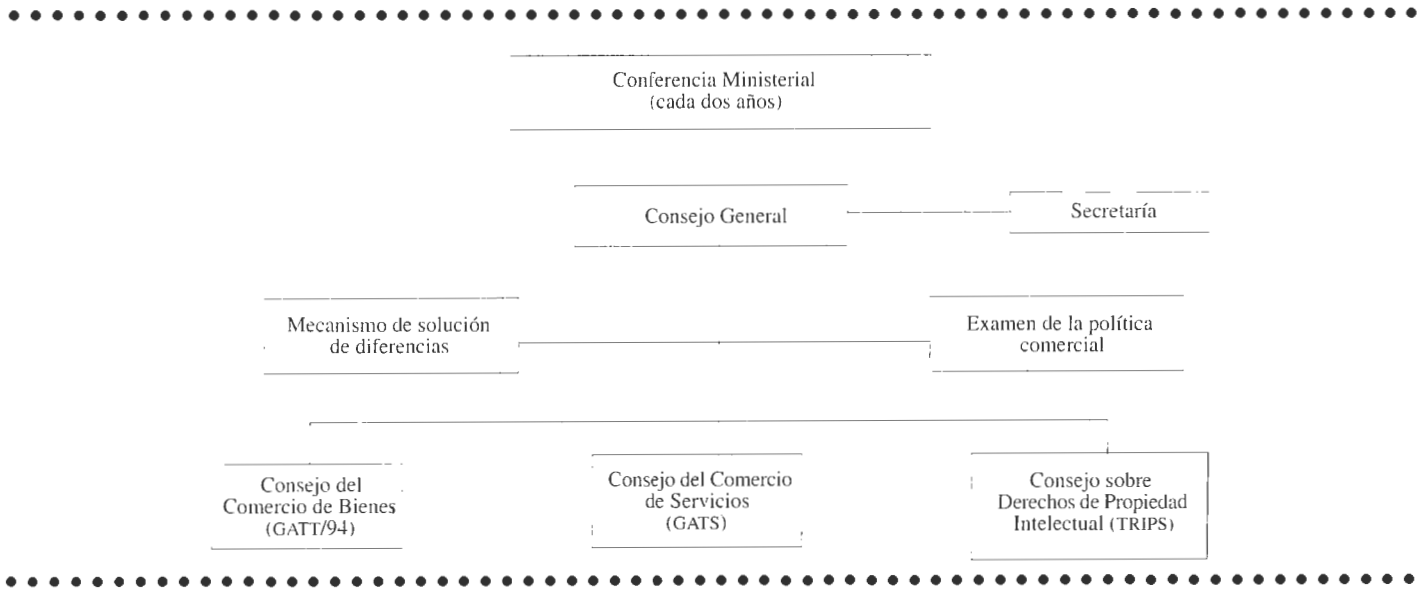 Conferencia Ministerial
(cada dos años)
Consejo General
Secretaría
Mecanismo de solución
de diferencias
Examen de la política
comercial
Consejo del
Comercio de Bienes
(GATT/94)
Consejo del Comercio
de Servicios
(GATS)
Consejo sobre
Derechos de Propiedad
Intelectual (TRIPS)